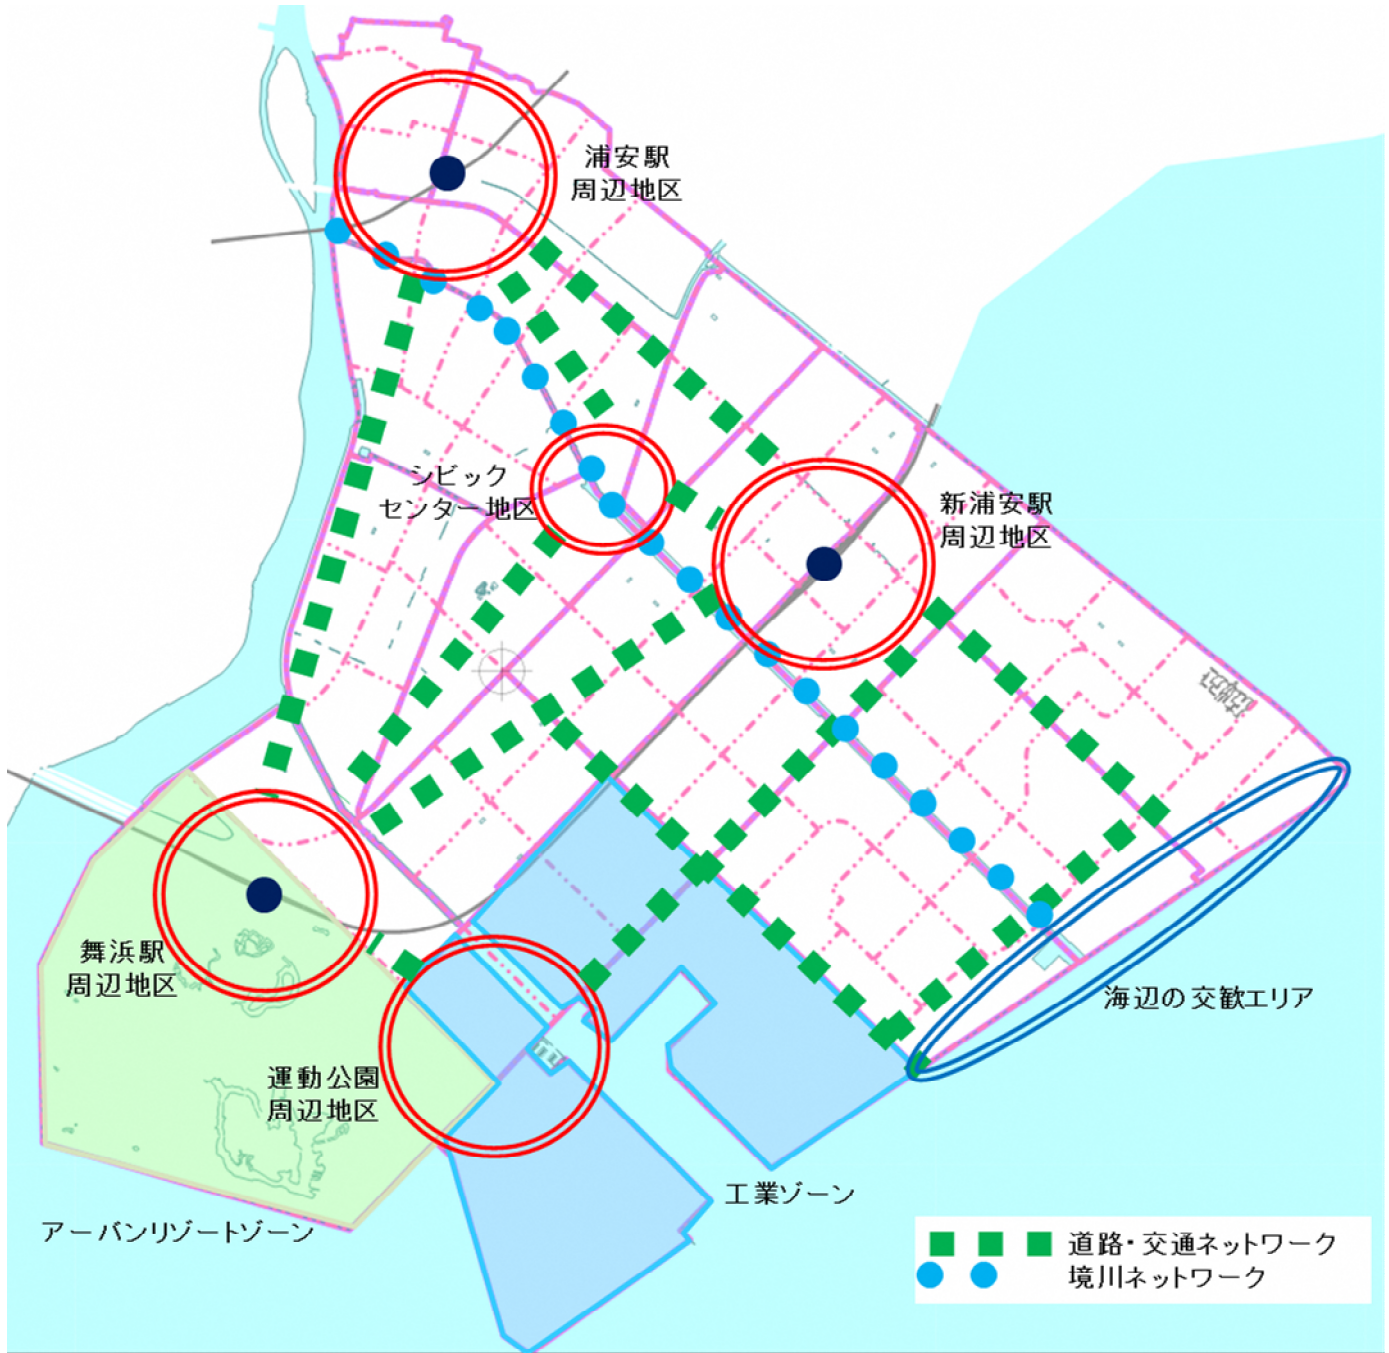 浦安駅
周辺地区
シビック
センター地区
新浦安駅
周辺地区
舞浜駅
周辺地区
海辺の交歓エリア
運動公園
周辺地区
工業ゾーン
アーバンリゾートゾーン
道路・交通ネットワーク
境川ネットワーク